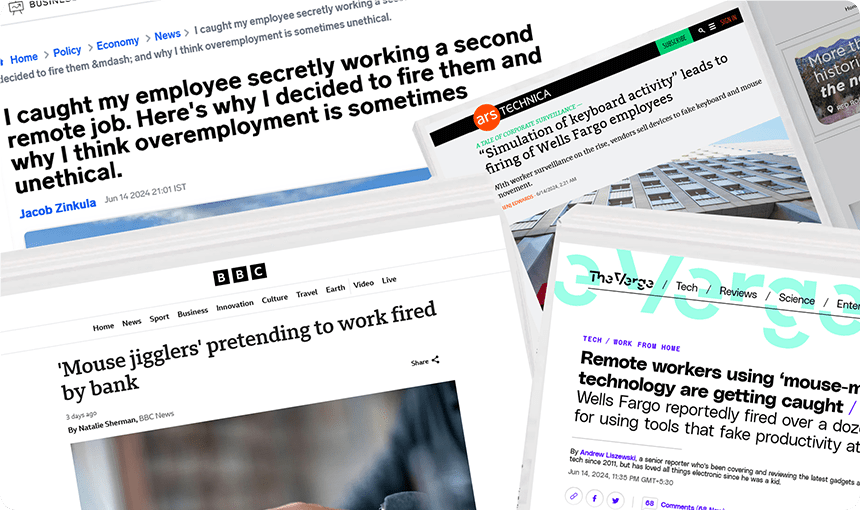 BUSINESS
Home > Policy > Economy > News > I caught my employee secretly working a second
decided to fire them &mdash; and why I think overemployment is sometimes unethical.
I caught my employee secretly working a second
remote job. Here's why I decided to fire them and
why I think overemployment is sometimes
unethical.
Jacob Zinkula Jun 14 2024 21:01 IST
ars TECHNICA
SUBSCRIBE
SIGN IN
A TALE OF CORPORATE SURVEILLANCE —
“Simulation of keyboard activity” leads to
firing of Wells Fargo employees
With worker surveillance on the rise, vendors sell devices to fake keyboard and mouse
movement.
BENJ EDWARDS - 6/14/2024, 2:21 AM
More th
histori
the n
BBC
Home News Sport Business Innovation Culture Travel Earth Video Live
'Mouse jigglers' pretending to work fired
by bank
3 days ago
Share
By Natalie Sherman, BBC News
The Verge / Tech / Reviews / Science / Enter
TECH / WORK FROM HOME
Remote workers using ‘mouse-m
technology are getting caught /
Wells Fargo reportedly fired over a doze
for using tools that fake productivity at
By Andrew Liszewski, a senior reporter who's been covering and reviewing the latest gadgets a
tech since 2011, but has loved all things electronic since he was a kid.
Jun 14, 2024, 11:35 PM GMT+5:30
68 Comments (68 New)